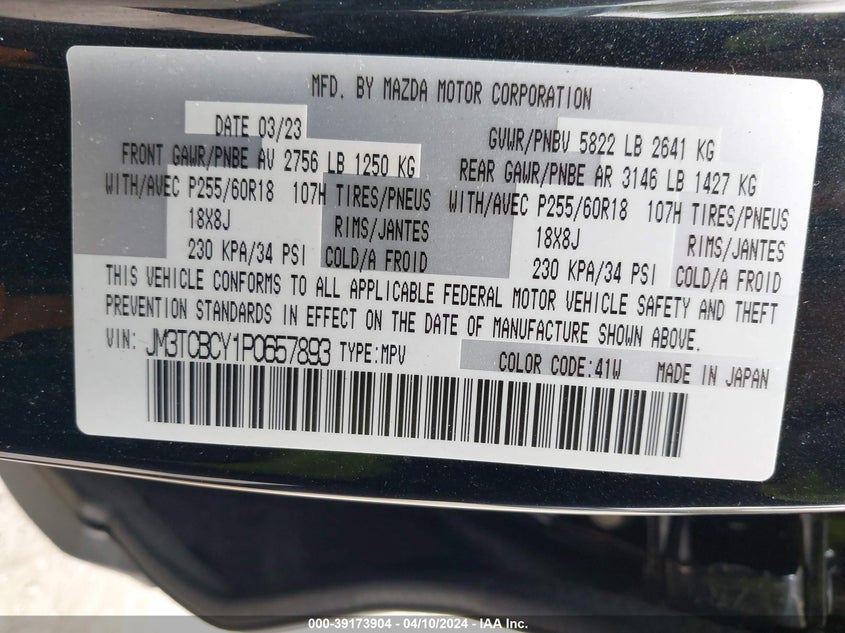 MFD. BY MAZDA MOTOR CORPORATION
DATE 03/23
GVWR/PNBV 5822 LB 2641 KG
FRONT GAWR/PNBE AV 2756 LB 1250 KG
REAR GAWR/PNBE AR 3146 LB 1427 KG
WITH/AVEC P255/60R18 107H TIRES/PNEUS
WITH/AVEC P255/60R18 107H TIRES/PNEUS
18X8J RIMS/JANTES
18X8J RIMS/JANTES
230 KPA/34 PSI COLD/A FROID
230 KPA/34 PSI COLD/A FROID
THIS VEHICLE CONFORMS TO ALL APPLICABLE FEDERAL MOTOR VEHICLE SAFETY AND THEFT
PREVENTION STANDARDS IN EFFECT ON THE DATE OF MANUFACTURE SHOWN ABOVE.
VIN: JM3TCBCY1P0657893 TYPE:MPV
COLOR CODE:41W MADE IN JAPAN
000-39173904 - 04/10/2024 - IAA Inc.